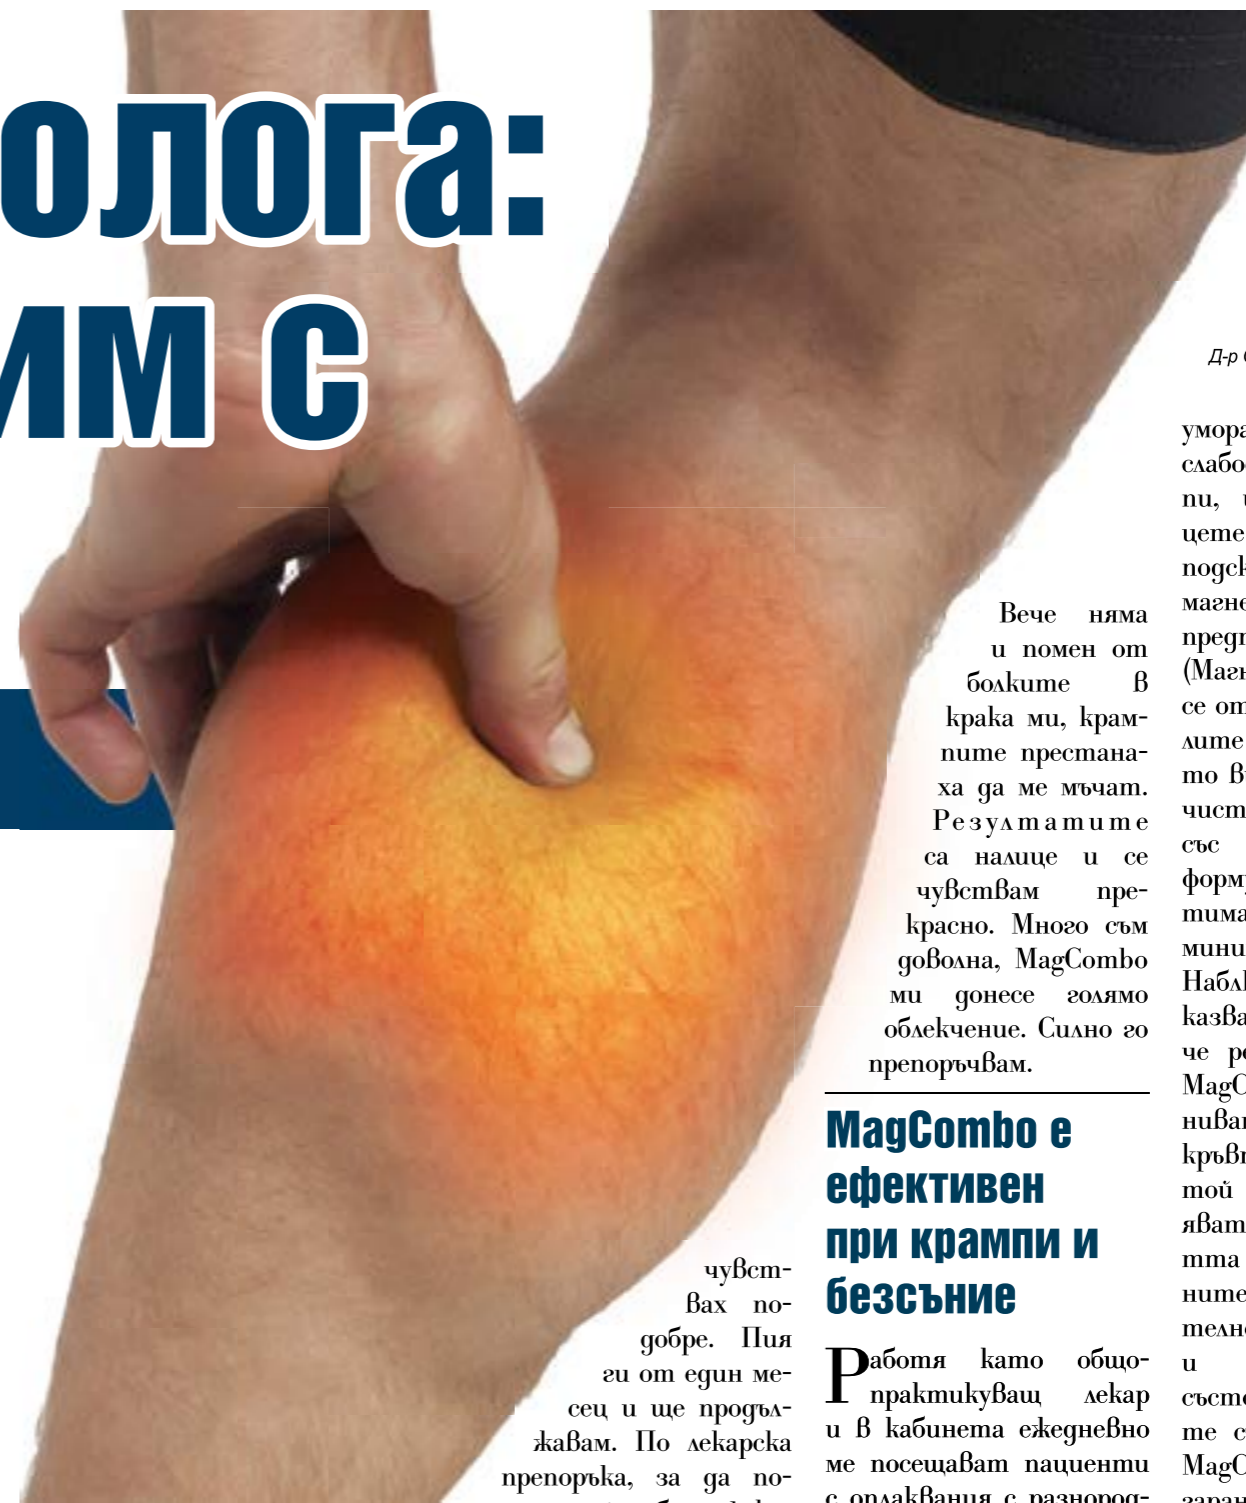 олога:
им с
чувст-
вах по-
добре. Пия
ги от един ме-
сец и ще продъл-
жавам. По лекарска
препоръка, за да по-
Вече няма
и помен от
болките в
крака ми, крам-
пите престана-
ха да ме мъчат.
Резултатите
са налице и се
чувствам пре-
красно. Много съм
доволна, MagCombo
ми донесе голямо
облекчение. Силно го
препоръчвам.
MagCombo е
ефективен
при крампи и
безсъние
Работя като общо-
практикуващ лекар
и в кабинета ежедневно
ме посещават пациенти
с оплаквания с разнород-
Д-р
умора
слабо
пи,
цете
подск
магне
предп
(Магн
се от
лите
то
чист
със
форм
тима
мини
Набл
казва
че ре
MagC
нива
кръв
той
яват
тта
ните
телн
и
със
те с
MagC